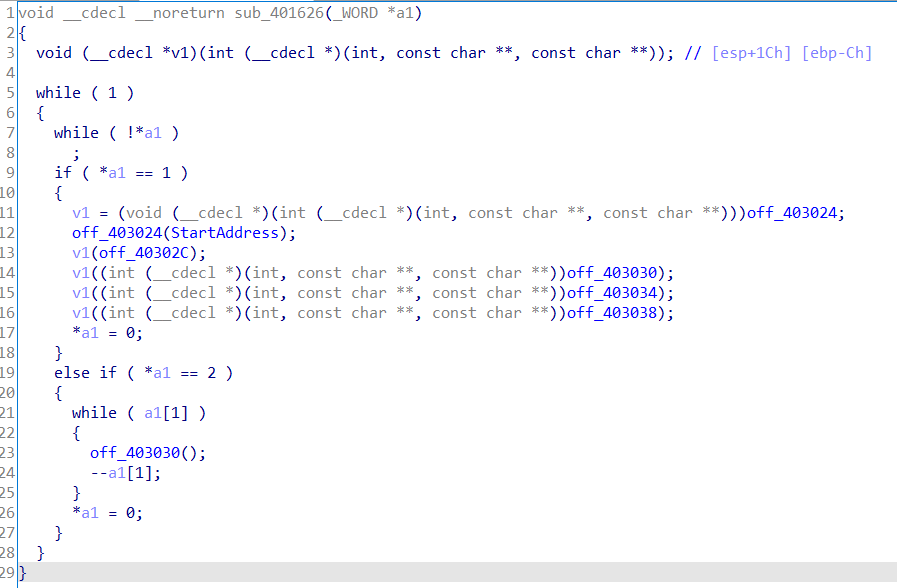 1 void __cdecl __noreturn sub_401626(_WORD *a1)
2 {
3   void (__cdecl *v1)(int (__cdecl *)(int, const char **, const char **)); // [esp+1Ch] [ebp-Ch]
4
5   while ( 1 )
6   {
7     while ( !*a1 )
8       ;
9     if ( *a1 == 1 )
10     {
11       v1 = (void (__cdecl *)(int (__cdecl *)(int, const char **, const char **)))off_403024;
12       off_403024(StartAddress);
13       v1(off_40302C);
14       v1((int (__cdecl *)(int, const char **, const char **))off_403030);
15       v1((int (__cdecl *)(int, const char **, const char **))off_403034);
16       v1((int (__cdecl *)(int, const char **, const char **))off_403038);
17       *a1 = 0;
18     }
19     else if ( *a1 == 2 )
20     {
21       while ( a1[1] )
22       {
23         off_403030();
24         --a1[1];
25       }
26       *a1 = 0;
27     }
28   }
29 }